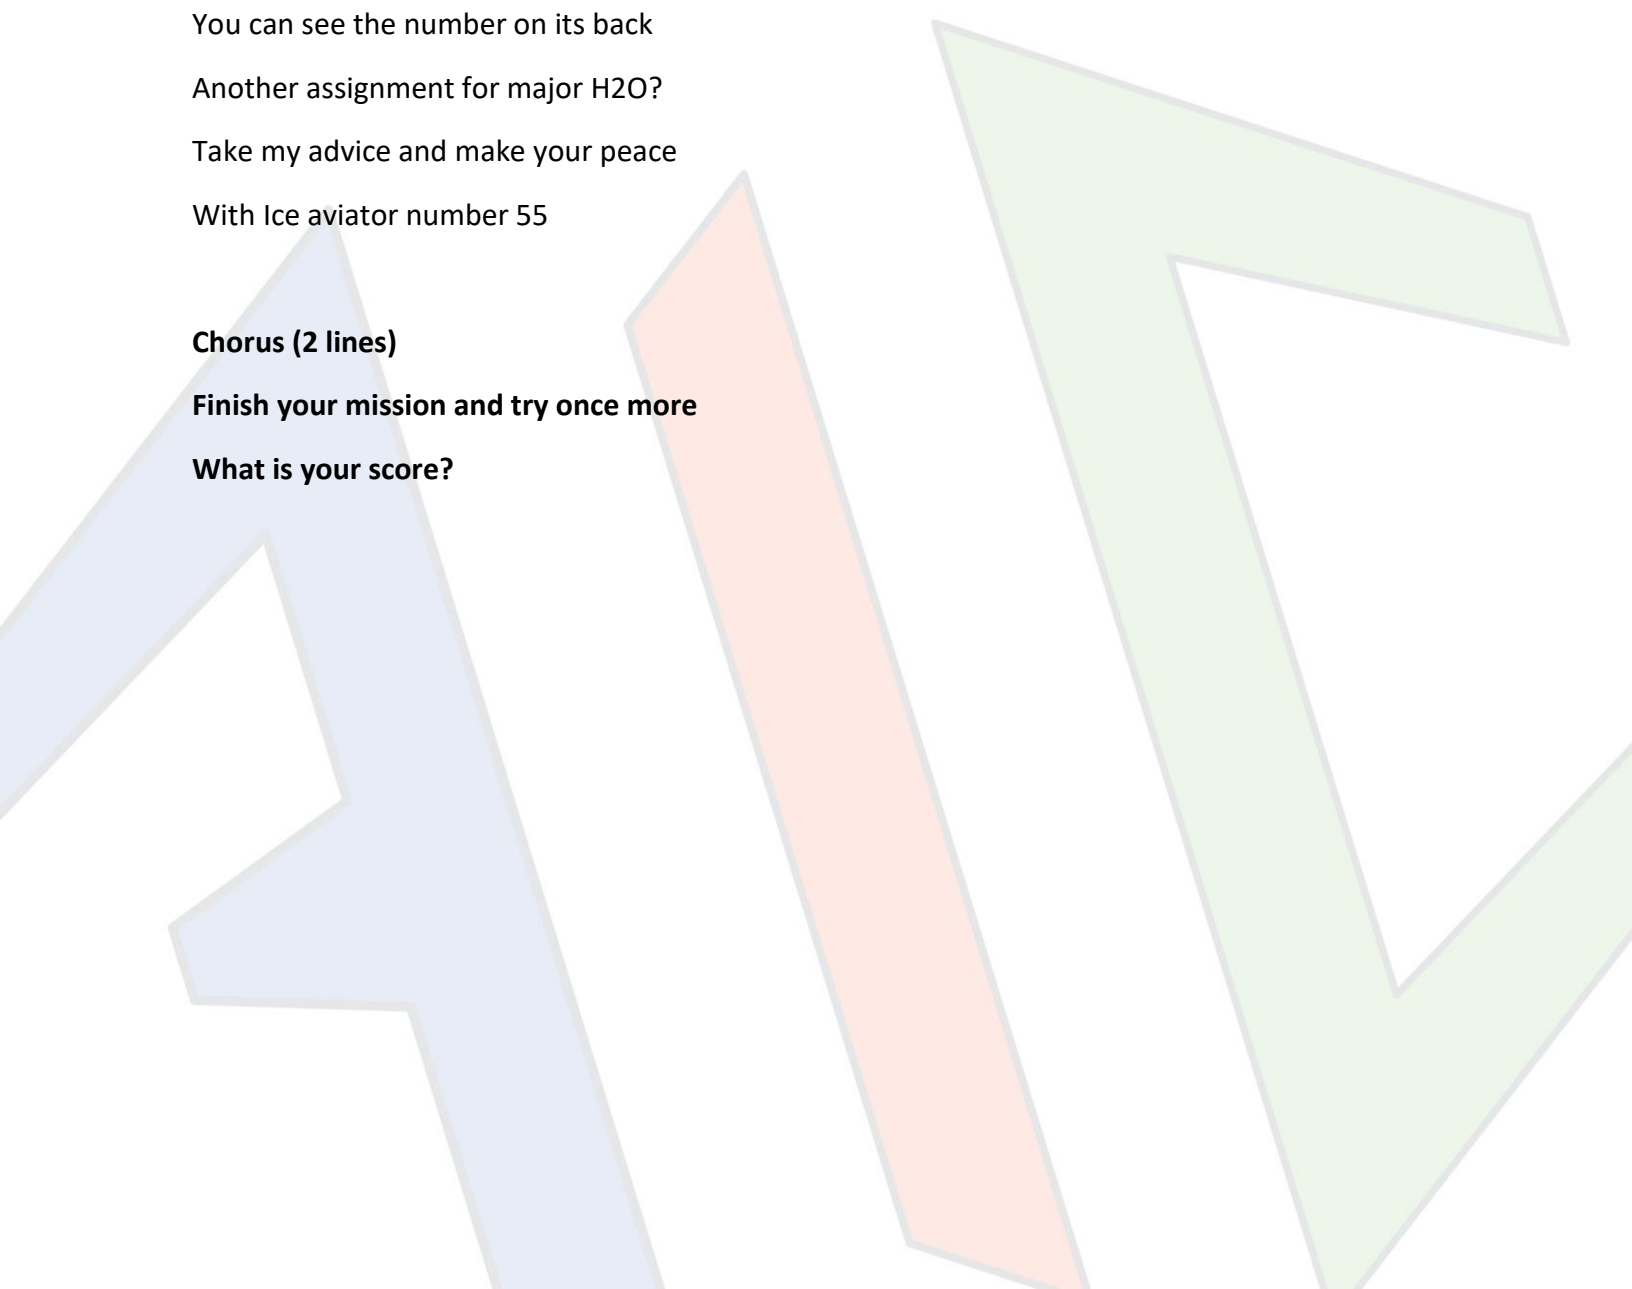 You can see the number on its back
Another assignment for major H2O?
Take my advice and make your peace
With Ice aviator number 55
Chorus (2 lines)
Finish your mission and try once more
What is your score?